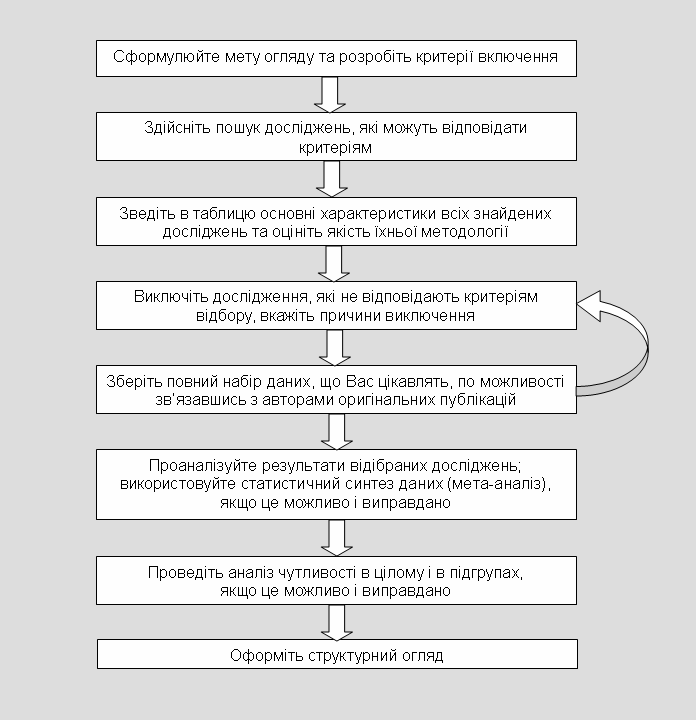 Сформулюйте мету огляду та розробіть критерії включення
Здійсніть пошук досліджень, які можуть відповідати
критеріям
Зведіть в таблицю основні характеристики всіх знайдених
досліджень та оцініть якість їхньої методології
Виключіть дослідження, які не відповідають критеріям
відбору, вкажіть причини виключення
Зберіть повний набір даних, що Вас цікавлять, по можливості
зв’язавшись з авторами оригінальних публікацій
Проаналізуйте результати відібраних досліджень;
використовуйте статистичний синтез даних (мета-аналіз),
якщо це можливо і виправдано
Проведіть аналіз чутливості в цілому і в підгрупах,
якщо це можливо і виправдано
Оформіть структурний огляд